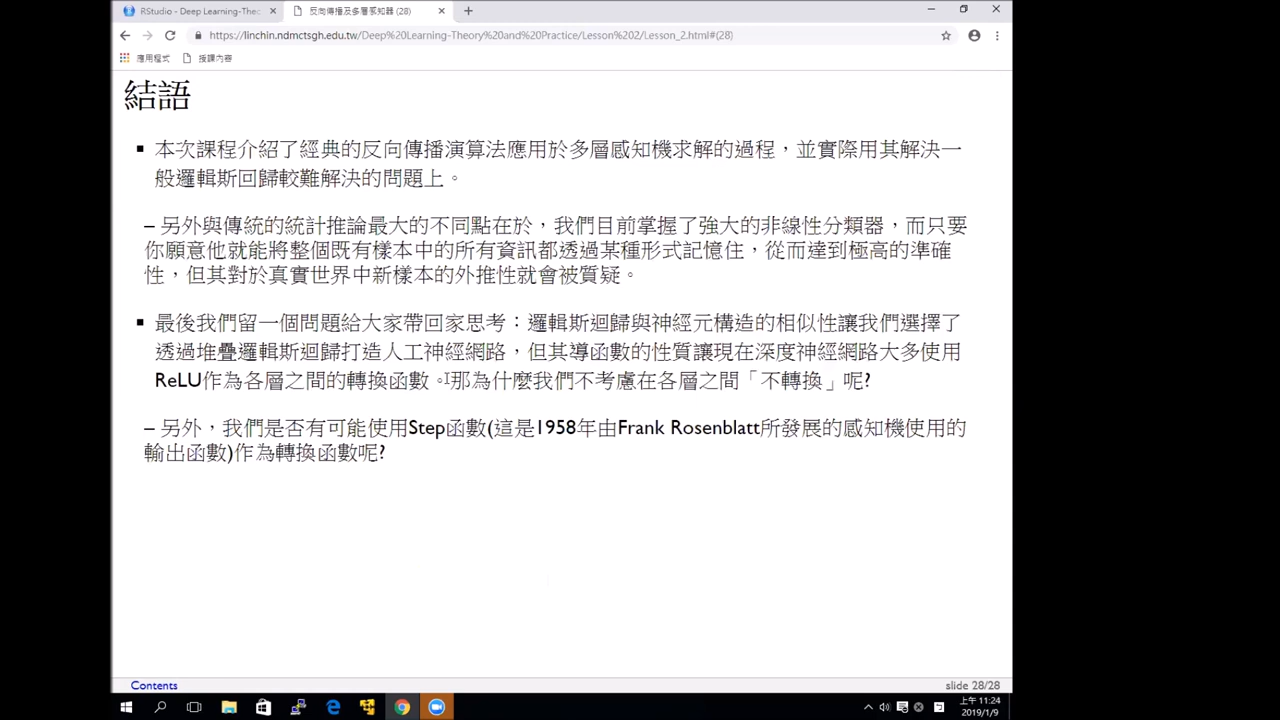 RStudio - Deep Learning-Theo
反向傳播及多層感知器 (28)
https://linchin.ndmctsgh.edu.tw/Deep%20Learning-Theory%20and%20Practice/Lesson%202/Lesson_2.html#(28)
應用程式
授課內容
結語
本次課程介紹了經典的反向傳播演算法應用於多層感知機求解的過程，並實際用其解決一
般邏輯斯回歸較難解決的問題上。
– 另外與傳統的統計推論最大的不同點在於，我們目前掌握了強大的非線性分類器，而只要
你願意他就能將整個既有樣本中的所有資訊都透過某種形式記憶住，從而達到極高的準確
性，但其對於真實世界中新樣本的外推性就會被質疑。
最後我們留一個問題給大家帶回家思考：邏輯斯迴歸與神經元構造的相似性讓我們選擇了
透過堆疊邏輯斯迴歸打造人工神經網路，但其導函數的性質讓現在深度神經網路大多使用
ReLU作為各層之間的轉換函數。那為什麼我們不考慮在各層之間「不轉換」呢?
– 另外，我們是否有可能使用Step函數(這是1958年由Frank Rosenblatt所發展的感知機使用的
輸出函數)作為轉換函數呢?
Contents
slide 28/28
上午 11:24
2019/1/9